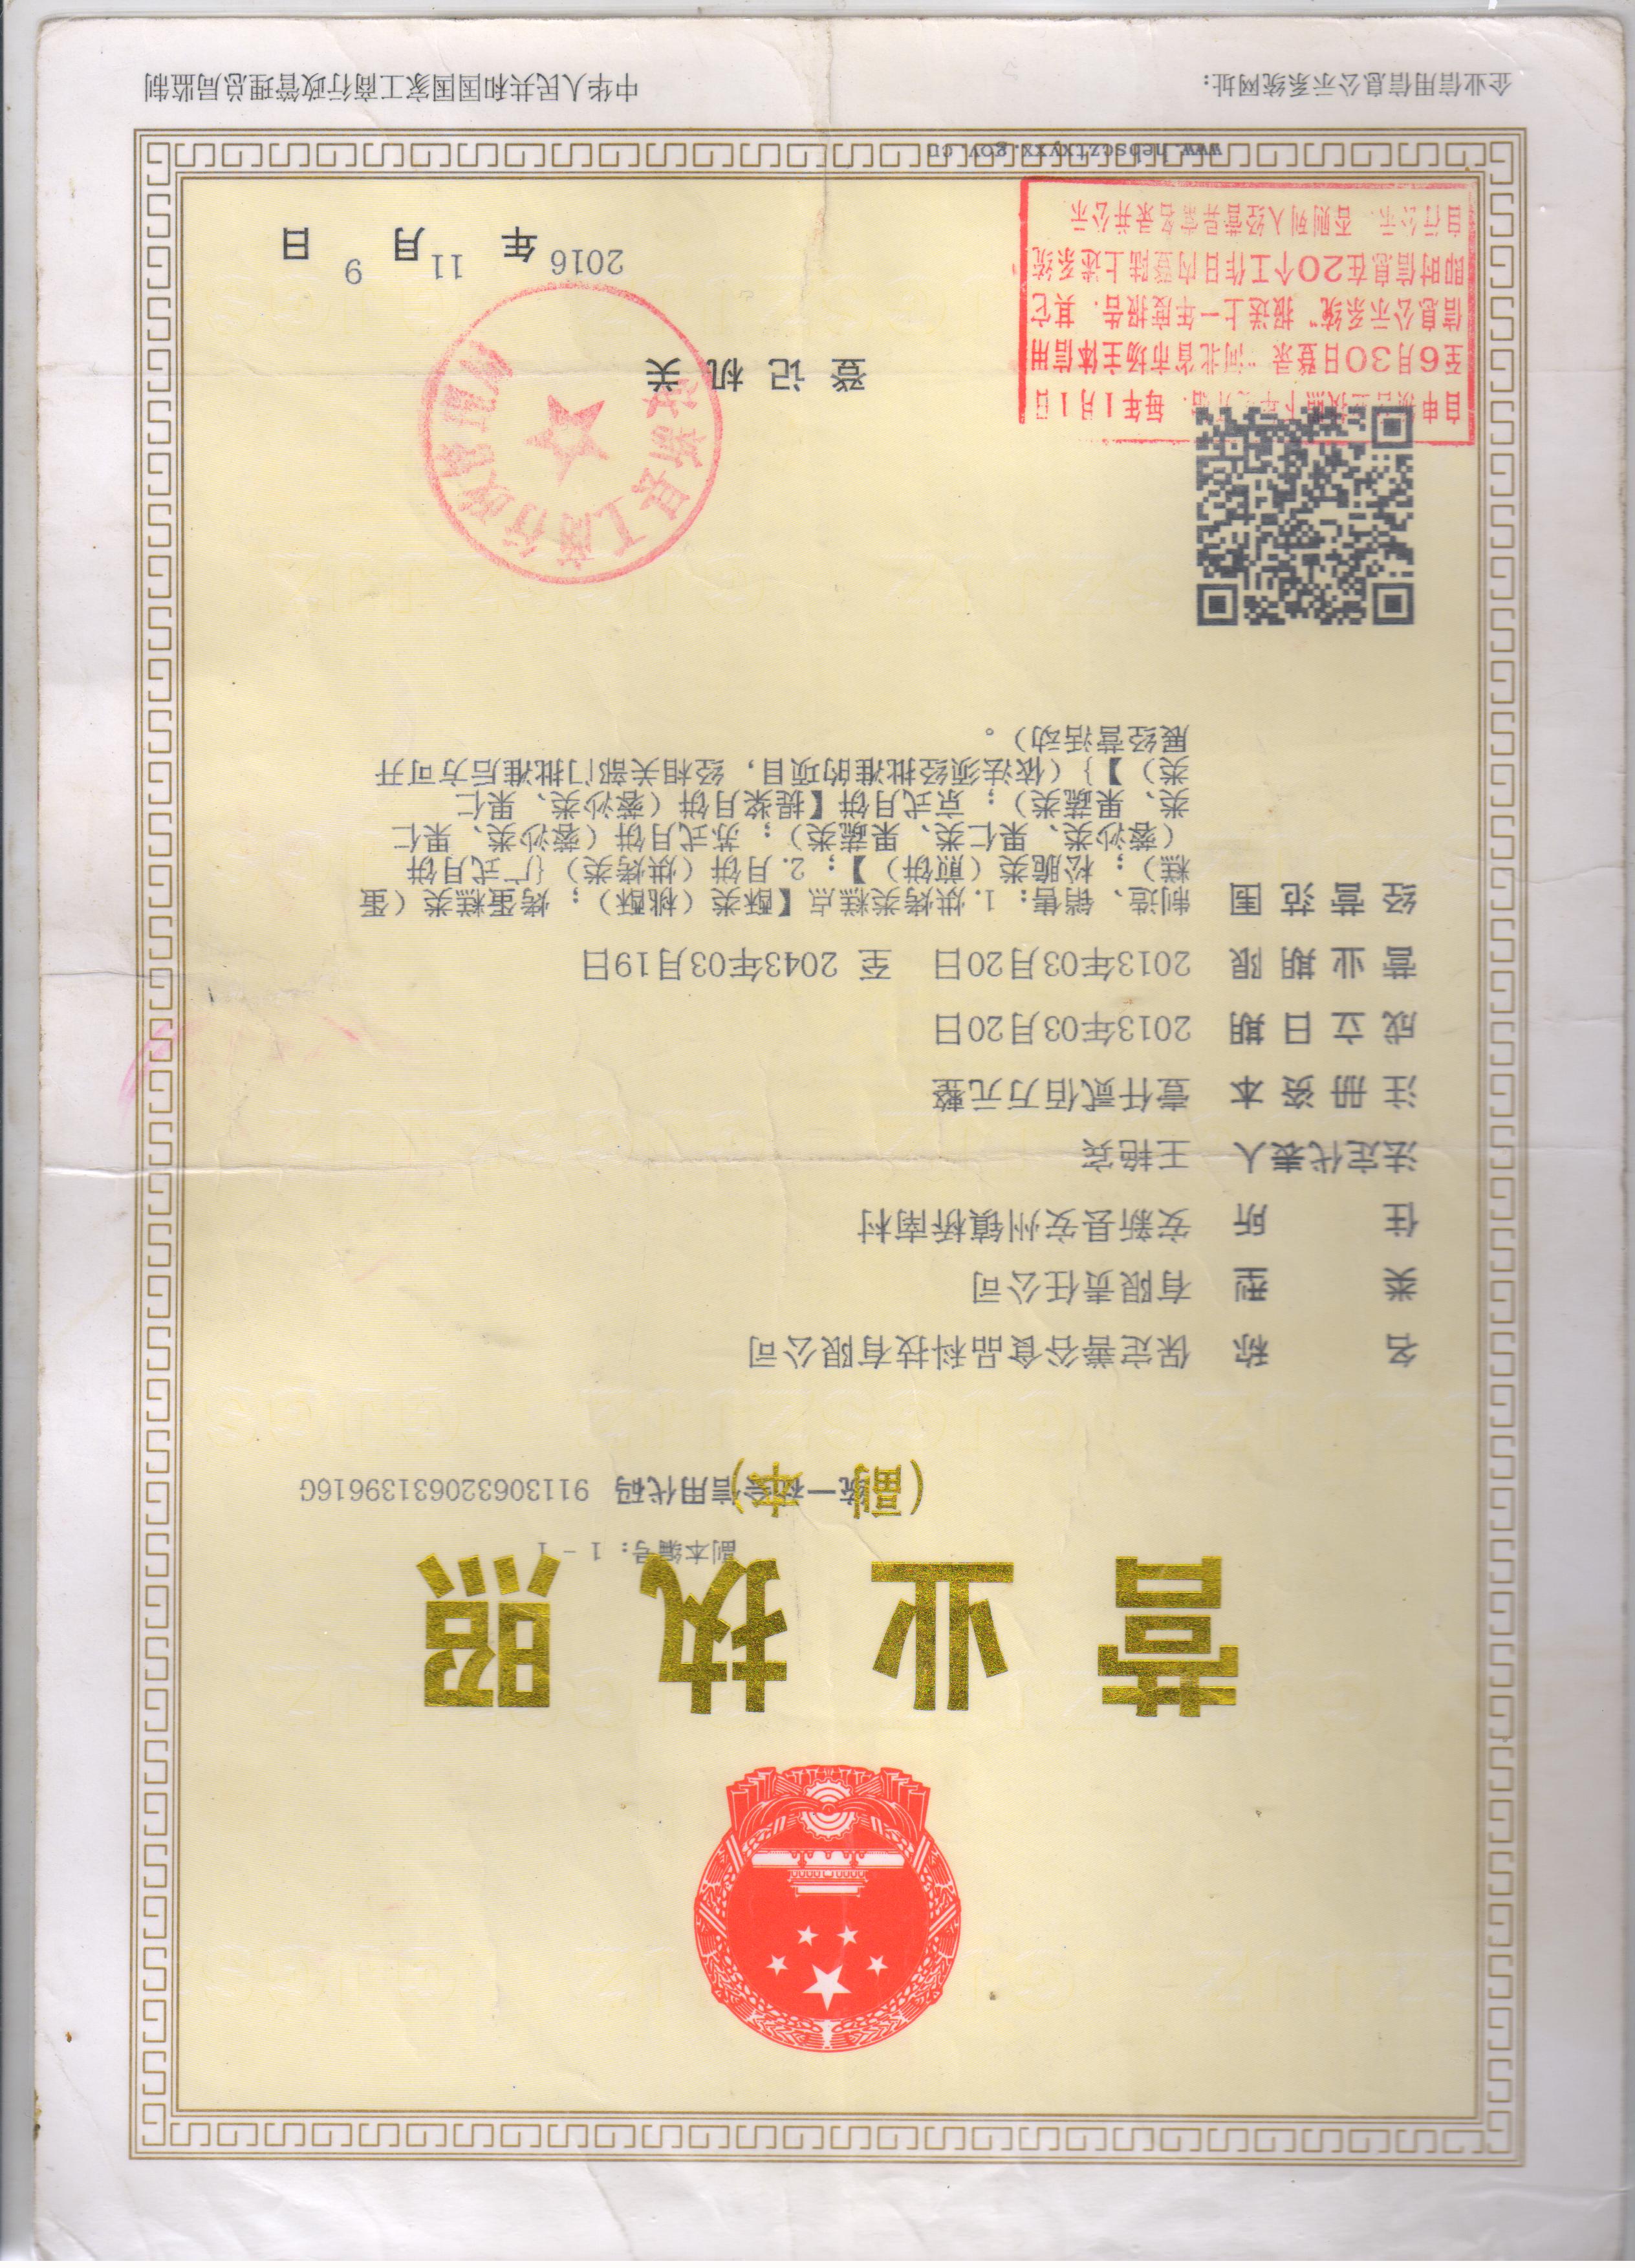 营业执照
副本编号：1－1
（副本）
统一社会信用代码 91130632063139616G
名称 保定善谷食品科技有限公司
类型 有限责任公司
住所 安新县安州镇桥南村
法定代表人 王艳宾
注册资本 壹仟贰佰万元整
成立日期 2013年03月20日
营业期限 2013年03月20日 至 2043年03月19日
经营范围 制造、销售：1.烘烤类糕点【酥类（桃酥）；烤蛋糕类（蛋
糕）；松脆类（煎饼）】；2.月饼（烘烤类）{广式月饼
（蓉沙类、果仁类、果蔬类）；苏式月饼（蓉沙类、果仁
类、果蔬类）；京式月饼【提桨月饼（蓉沙类、果仁
类）】}（依法须经批准的项目，经相关部门批准后方可开
展经营活动）。
安新县工商行政管理局
登记机关
2016年11月9日
自申领营业执照下年度开始．每年1月1日
至6月30日登录“河北省市场主体信用
信息公示系统”报送上一年度报告．其它
即时信息在20个工作日内登陆上述系统
自行公示．否则列入经营异常名录并公示
www.hebscztxyxx.gov.cn
企业信用信息公示系统网址：
中华人民共和国国家工商行政管理总局监制